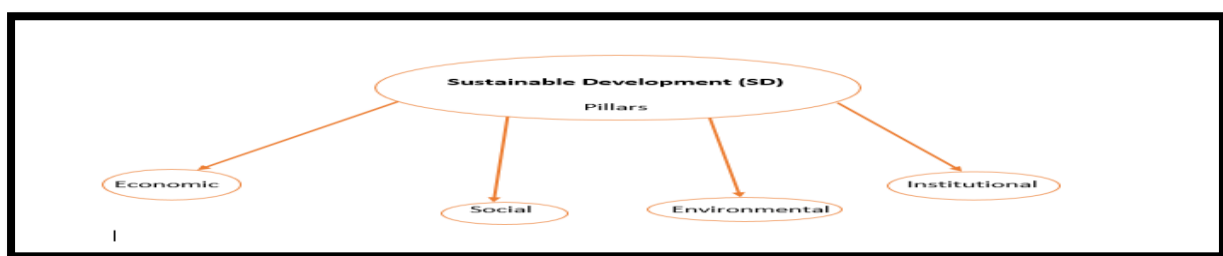 Sustainable Development (SD)
Pillars
Economic
Social
Environmental
Institutional